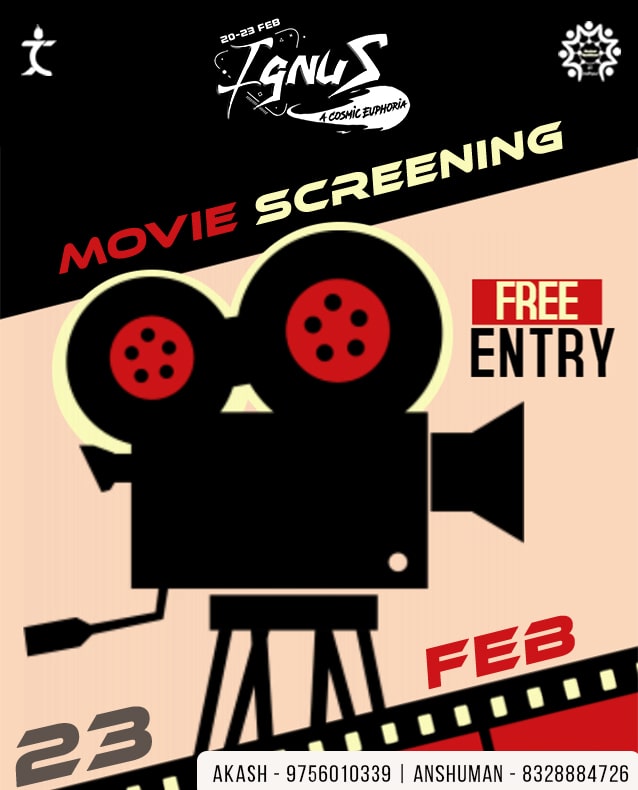 20-23 FEB
IGNUS
A COSMIC EUPHORIA
MOVIE SCREENING
FREE
ENTRY
FEB
23
AKASH - 9756010339 | ANSHUMAN - 8328884726